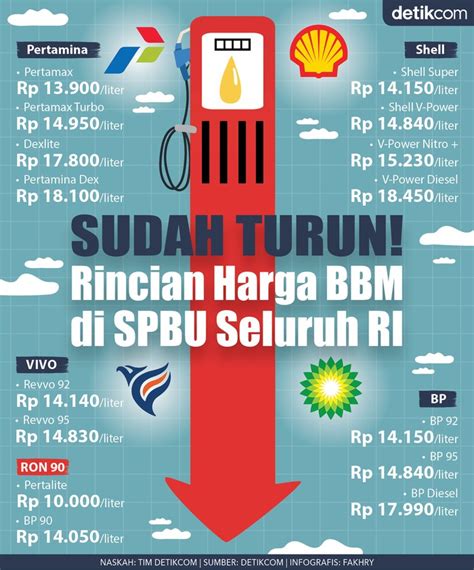 detikcom
Pertamina
• Pertamax
Rp 13.900/liter
• Pertamax Turbo
Rp 14.950/liter
• Dexlite
Rp 17.800/liter
• Pertamina Dex
Rp 18.100/liter
Shell
• Shell Super
Rp 14.150/liter
• Shell V-Power
Rp 14.840/liter
• V-Power Nitro +
Rp 15.230/liter
• V-Power Diesel
Rp 18.450/liter
SUDAH TURUN!
Rincian Harga BBM
di SPBU Seluruh RI
VIVO
• Revvo 92
Rp 14.140/liter
• Revvo 95
Rp 14.830/liter
RON 90
• Pertalite
Rp 10.000/liter
• BP 90
Rp 14.050/liter
BP
• BP 92
Rp 14.150/liter
• BP 95
Rp 14.840/liter
• BP Diesel
Rp 17.990/liter
NASKAH: TIM DETIKCOM | SUMBER: DETIKCOM | INFOGRAFIS: FAKHRY